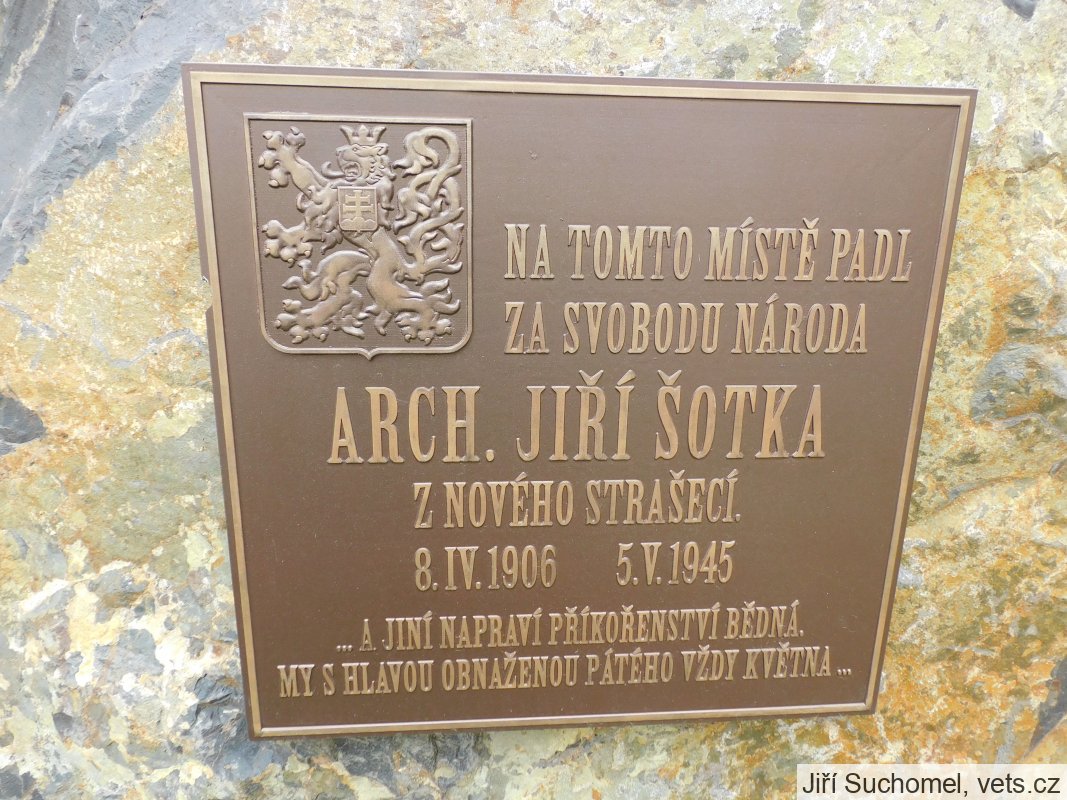 NA TOMTO MÍSTĚ PADL
ZA SVOBODU NÁRODA
ARCH. JIŘÍ ŠOTKA
Z NOVÉHO STRAŠECÍ.
8. IV. 1906 5. V. 1945
... A JINÍ NAPRAVÍ PŘÍKOŘENSTVÍ BĚDNÁ,
MY S HLAVOU OBNAŽENOU PÁTÉHO VŽDY KVĚTNA ...
Jiří Suchomel, vets.cz